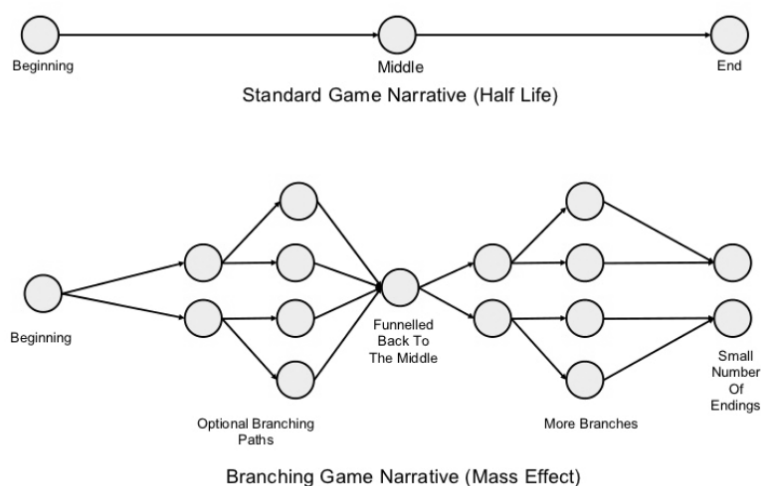 Beginning
Middle
End
Standard Game Narrative (Half Life)
Beginning
Funnelled
Back To
The Middle
Small
Number
Of
Endings
Optional Branching
Paths
More Branches
Branching Game Narrative (Mass Effect)